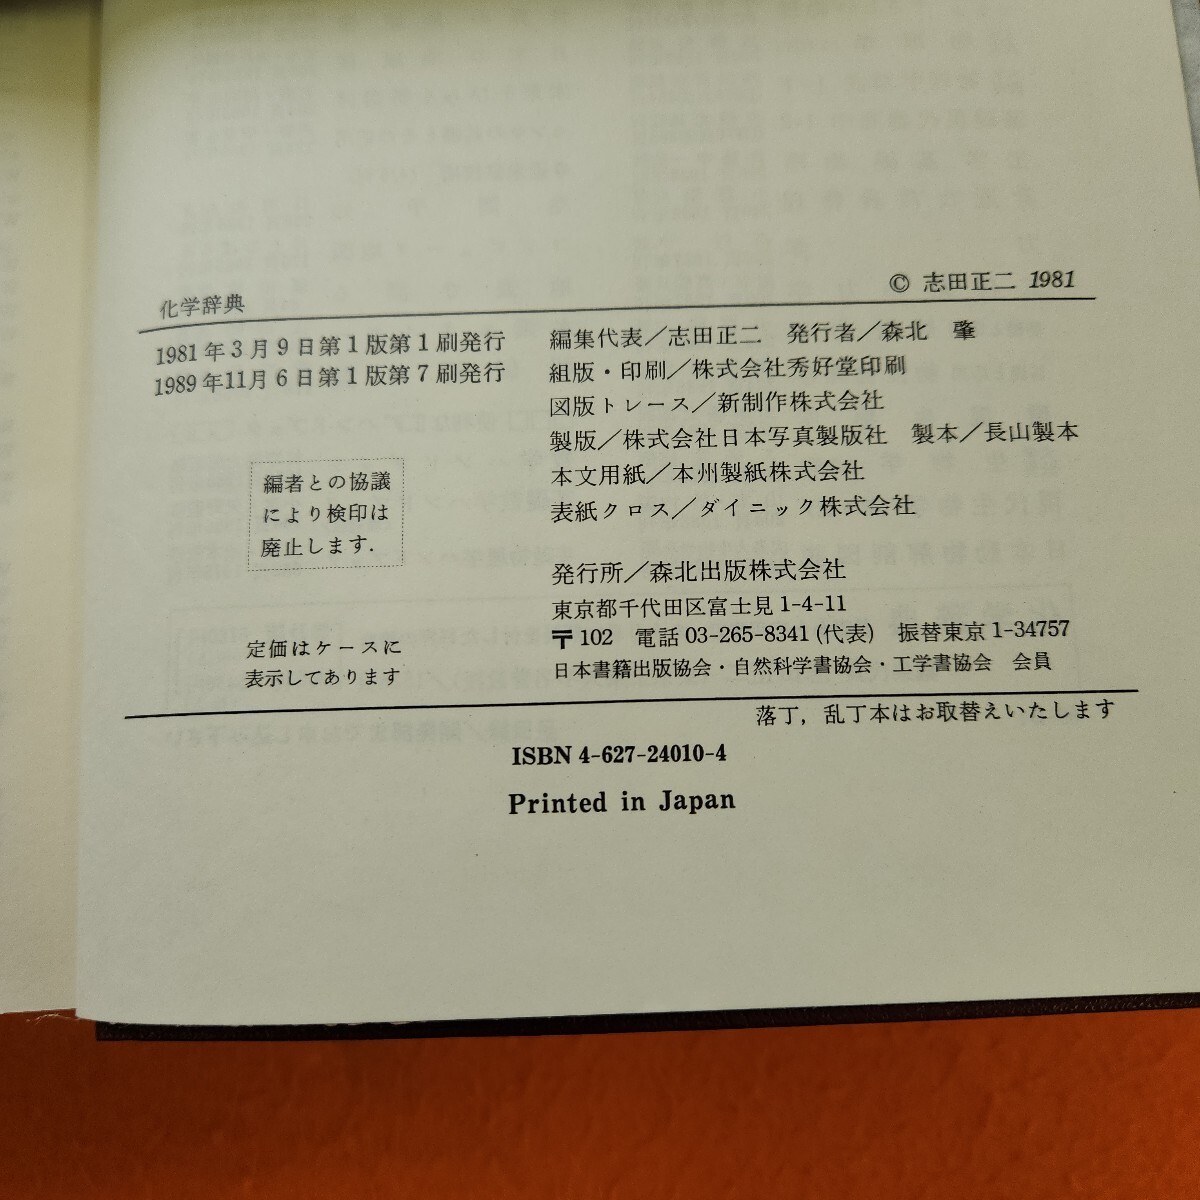 化学辞典
© 志田正二 1981
1981年3月9日第1版第1刷発行
1989年11月6日第1版第7刷発行
編者との協議
により検印は
廃止します.
定価はケースに
表示してあります
編集代表／志田正二 発行者／森北 肇
組版・印刷／株式会社秀好堂印刷
図版トレース／新制作株式会社
製版／株式会社日本写真製版社 製本／長山製本
本文用紙／本州製紙株式会社
表紙クロス／ダイニック株式会社
発行所／森北出版株式会社
東京都千代田区富士見1-4-11
〒102 電話 03-265-8341(代表) 振替東京1-34757
日本書籍出版協会・自然科学書協会・工学書協会 会員
落丁, 乱丁本はお取替えいたします
ISBN 4-627-24010-4
Printed in Japan